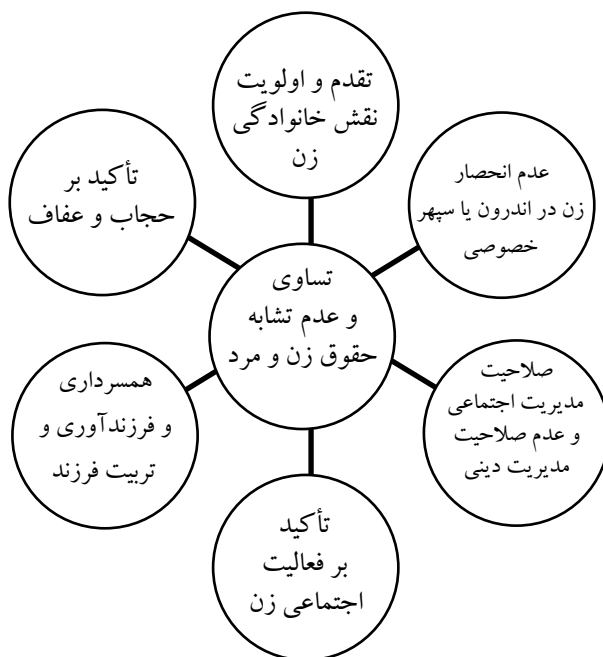 تقدم و اولویت
نقش خانوادگی
زن
عدم انحصار
زن در اندرون یا سپهر
خصوصی
تأکید بر
حجاب و عفاف
تساوی
و عدم تشابه
حقوق زن و مرد
صلاحیت
مدیریت اجتماعی
و عدم صلاحیت
مدیریت دینی
همسرداری
و فرزندآوری و
تربیت فرزند
تأکید
بر فعالیت
اجتماعی زن